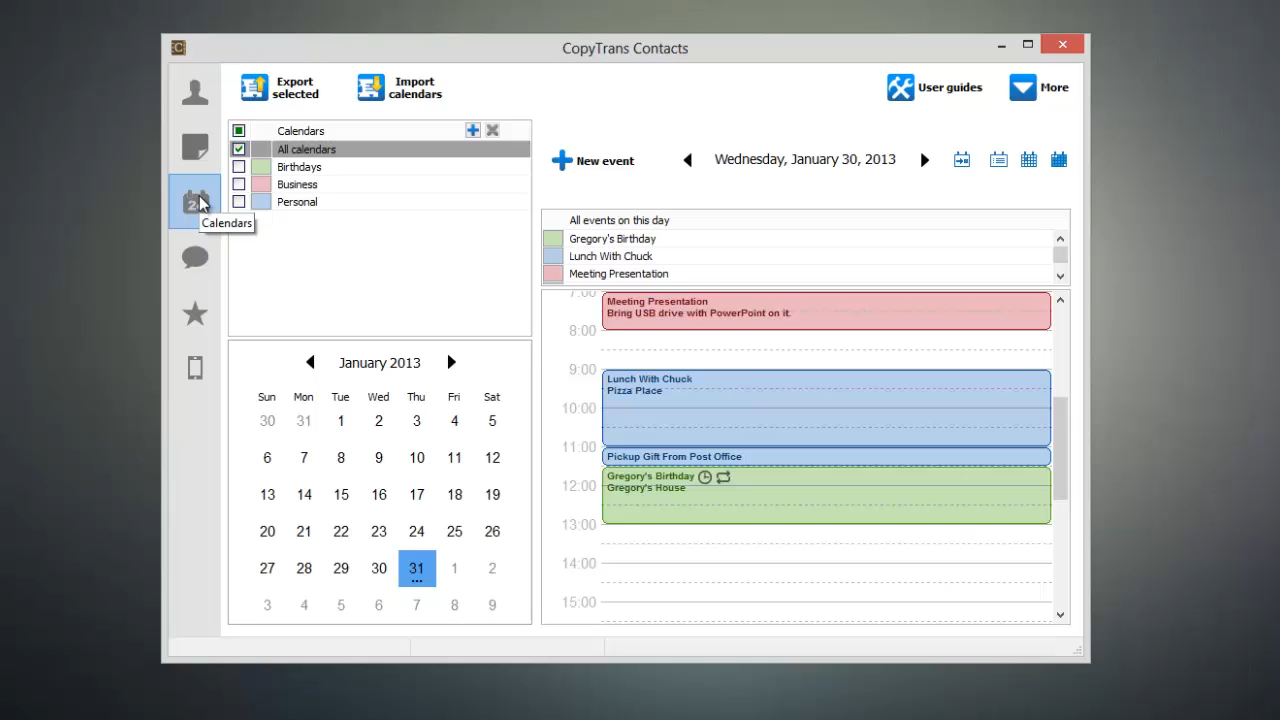 CopyTrans Contacts
Export selected
Import calendars
User guides
More
Calendars
All calendars
Birthdays
Business
Personal
Calendars
New event
Wednesday, January 30, 2013
All events on this day
Gregory's Birthday
Lunch With Chuck
Meeting Presentation
7:00
Meeting Presentation
Bring USB drive with PowerPoint on it.
8:00
9:00
Lunch With Chuck
Pizza Place
10:00
11:00
Pickup Gift From Post Office
Gregory's Birthday
Gregory's House
12:00
13:00
14:00
15:00
January 2013
Sun Mon Tue Wed Thu Fri Sat
30 31 1 2 3 4 5
6 7 8 9 10 11 12
13 14 15 16 17 18 19
20 21 22 23 24 25 26
27 28 29 30 31 1 2
3 4 5 6 7 8 9